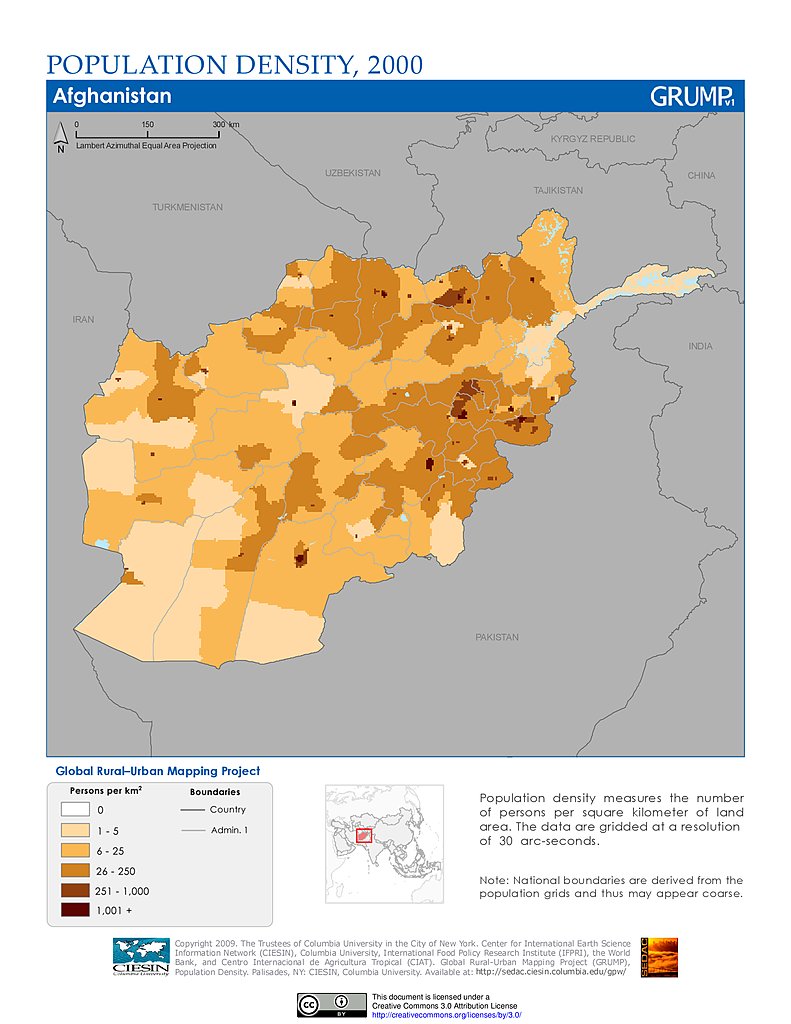 POPULATION DENSITY, 2000
Afghanistan
GRUMPv1
0 150 300 km
Lambert Azimuthal Equal Area Projection
N
KYRGYZ REPUBLIC
UZBEKISTAN
CHINA
TAJIKISTAN
TURKMENISTAN
IRAN
INDIA
PAKISTAN
Global Rural–Urban Mapping Project
Persons per km²
0
1 - 5
6 - 25
26 - 250
251 - 1,000
1,001 +
Boundaries
Country
Admin. 1
Population density measures the number
of persons per square kilometer of land
area. The data are gridded at a resolution
of 30 arc-seconds.
Note: National boundaries are derived from the
population grids and thus may appear coarse.
CIESIN
Columbia University
Copyright 2009. The Trustees of Columbia University in the City of New York. Center for International Earth Science
Information Network (CIESIN), Columbia University, International Food Policy Research Institute (IFPRI), the World
Bank, and Centro Internacional de Agricultura Tropical (CIAT). Global Rural-Urban Mapping Project (GRUMP),
Population Density. Palisades, NY: CIESIN, Columbia University. Available at: http://sedac.ciesin.columbia.edu/gpw/
SEDAC
cc
BY
This document is licensed under a
Creative Commons 3.0 Attribution License
http://creativecommons.org/licenses/by/3.0/